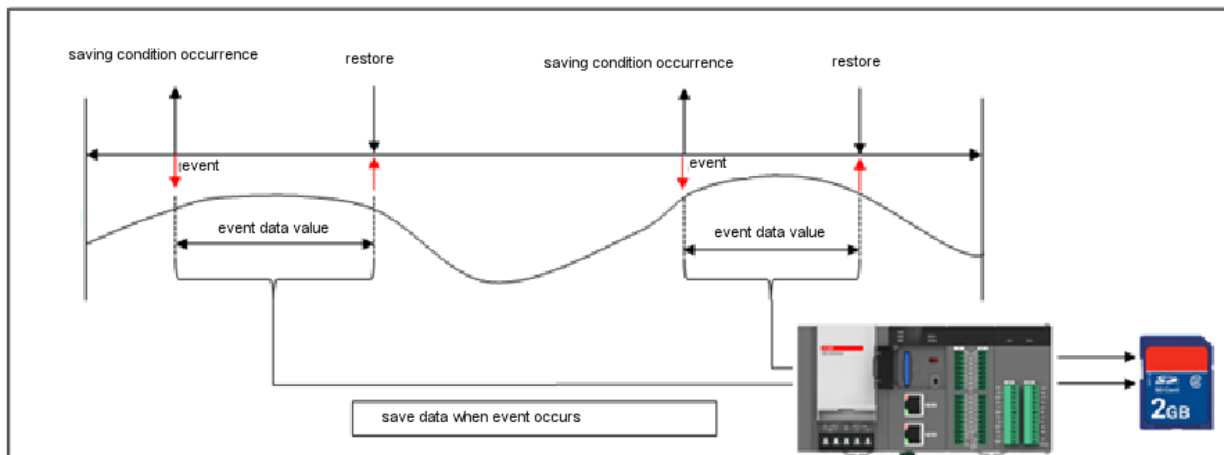 saving condition occurrence
restore
saving condition occurrence
restore
event
event
event data value
event data value
save data when event occurs
SD
2GB